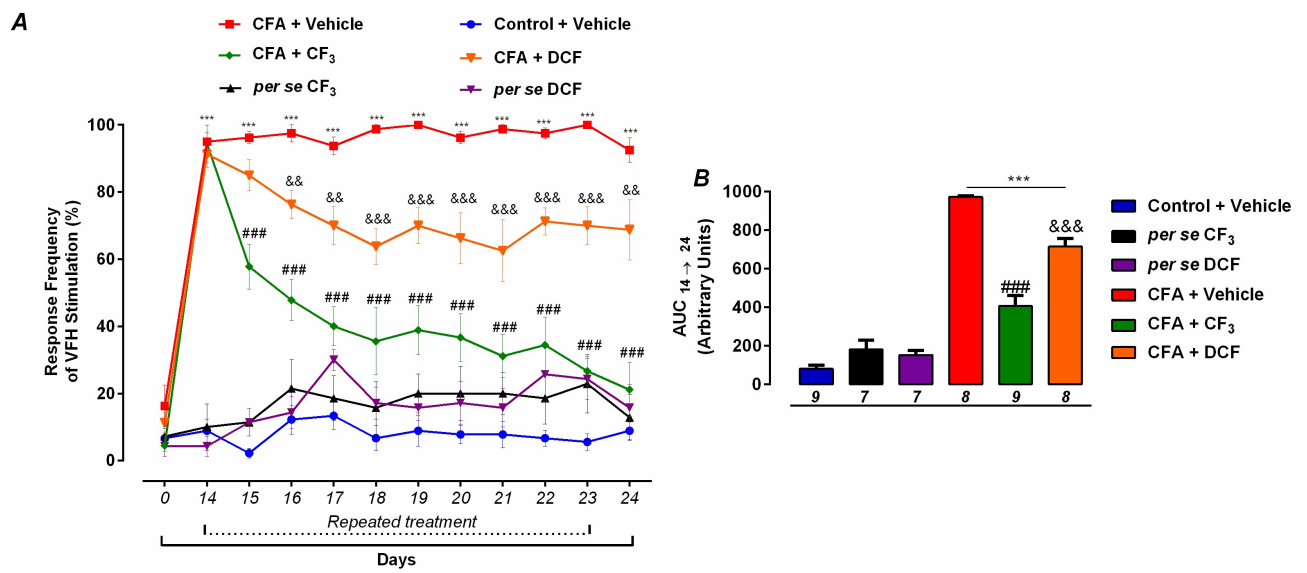 A
CFA + Vehicle
Control + Vehicle
CFA + CF3
CFA + DCF
per se CF3
per se DCF
Response Frequency
of VFH Stimulation (%)
100
80
60
40
20
0
*** *** *** *** *** *** *** *** *** *** ***
&& && &&& &&& &&& &&& &&& &&& &&
### ### ### ### ### ### ### ### ### ###
0 14 15 16 17 18 19 20 21 22 23 24
Repeated treatment
Days
B
AUC 14→ 24
(Arbitrary Units)
1000
800
600
400
200
0
***
&&&
###
9 7 7 8 9 8
Control + Vehicle
per se CF3
per se DCF
CFA + Vehicle
CFA + CF3
CFA + DCF